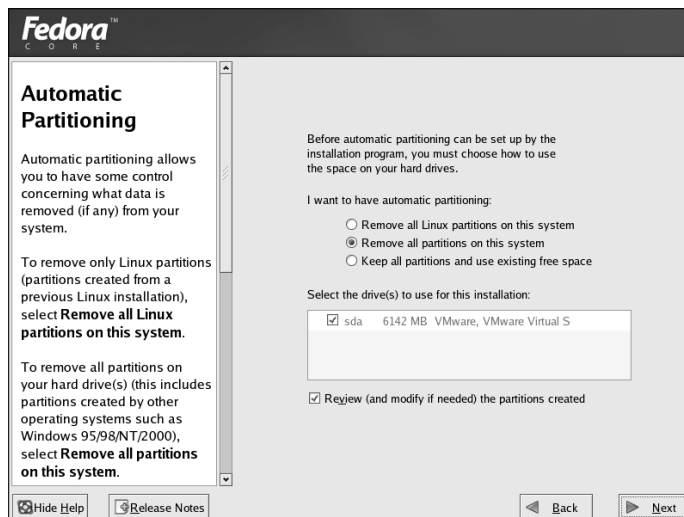 Fedora™
CORE
Automatic
Partitioning
Automatic partitioning allows
you to have some control
concerning what data is
removed (if any) from your
system.
To remove only Linux partitions
(partitions created from a
previous Linux installation),
select Remove all Linux
partitions on this system.
To remove all partitions on
your hard drive(s) (this includes
partitions created by other
operating systems such as
Windows 95/98/NT/2000),
select Remove all partitions
on this system.
Before automatic partitioning can be set up by the
installation program, you must choose how to use
the space on your hard drives.
I want to have automatic partitioning:
Remove all Linux partitions on this system
Remove all partitions on this system
Keep all partitions and use existing free space
Select the drive(s) to use for this installation:
sda 6142 MB VMware, VMware Virtual S
Review (and modify if needed) the partitions created
Hide Help
Release Notes
Back
Next